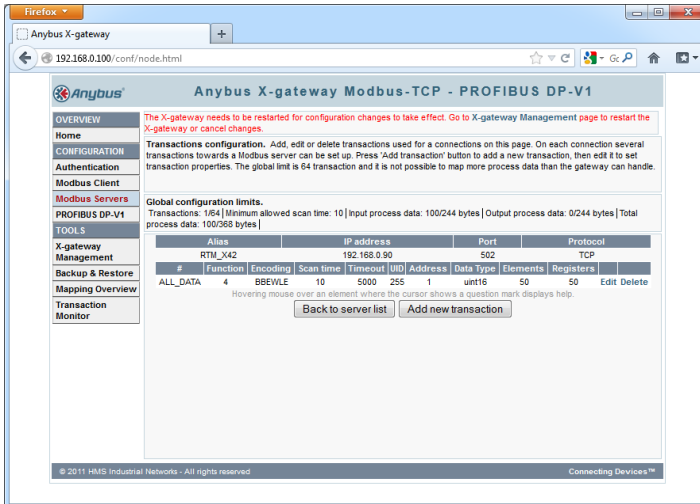 Firefox
Anybus X-gateway
192.168.0.100/conf/node.html
Anybus
Anybus X-gateway Modbus-TCP - PROFIBUS DP-V1
OVERVIEW
Home
CONFIGURATION
Authentication
Modbus Client
Modbus Servers
PROFIBUS DP-V1
TOOLS
X-gateway
Management
Backup & Restore
Mapping Overview
Transaction
Monitor
The X-gateway needs to be restarted for configuration changes to take effect. Go to X-gateway Management page to restart the
X-gateway or cancel changes.
Transactions configuration. Add, edit or delete transactions used for a connections on this page. On each connection several
transactions towards a Modbus server can be set up. Press 'Add transaction' button to add a new transaction, then edit it to set
transaction properties. The global limit is 64 transaction and it is not possible to map more process data than the gateway can handle.
Global configuration limits.
Transactions: 1/64 | Minimum allowed scan time: 10 | Input process data: 100/244 bytes | Output process data: 0/244 bytes | Total
process data: 100/368 bytes |
Alias IP address Port Protocol
RTM_X42 192.168.0.90 502 TCP
# Function Encoding Scan time Timeout UID Address Data Type Elements Registers
ALL_DATA 4 BBEWLE 10 5000 255 1 uint16 50 50 Edit Delete
Hovering mouse over an element where the cursor shows a question mark displays help.
Back to server list Add new transaction
© 2011 HMS Industrial Networks - All rights reserved Connecting Devices™